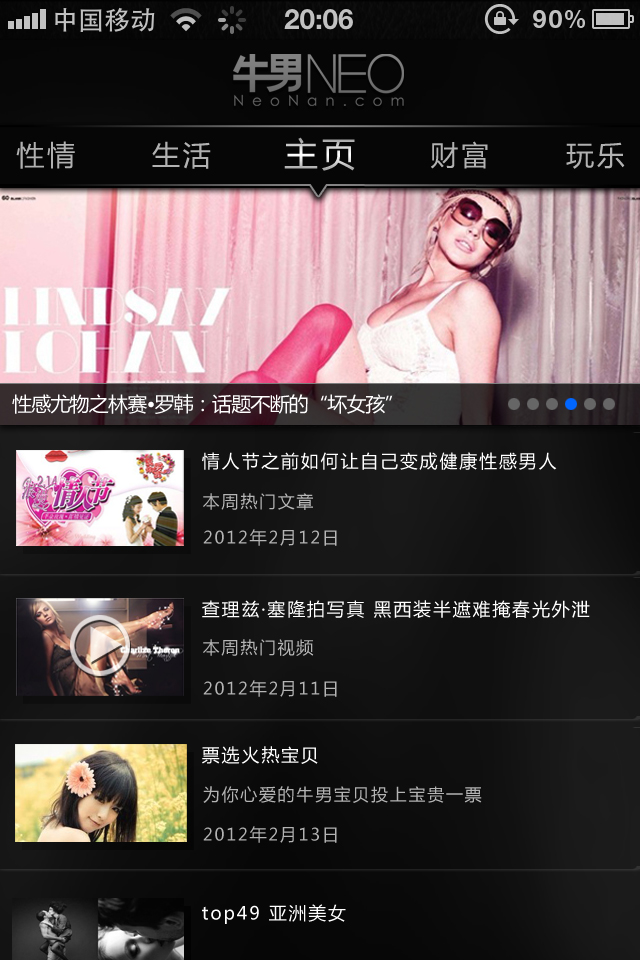 中国移动 20:06 90%
牛男NEO
NeoNan.com
性情 生活 主页 财富 玩乐
LINDSAY
LOHAN
性感尤物之林赛•罗韩：话题不断的“坏女孩”
情人节之前如何让自己变成健康性感男人
2.14
情人节
本周热门文章
2012年2月12日
查理兹·塞隆拍写真 黑西装半遮难掩春光外泄
Charlize Theron
本周热门视频
2012年2月11日
票选火热宝贝
为你心爱的牛男宝贝投上宝贵一票
2012年2月13日
top49 亚洲美女